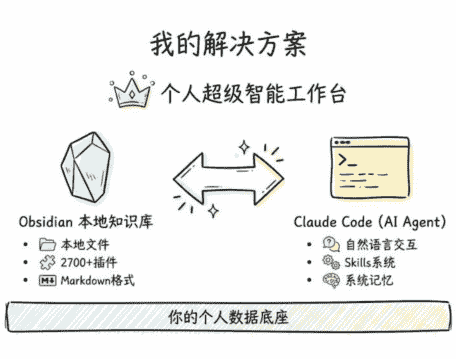 我的解决方案
个人超级智能工作台
Obsidian 本地知识库
本地文件
2700+插件
Markdown格式
Claude Code (AI Agent)
自然语言交互
Skills系统
系统记忆
你的个人数据底座